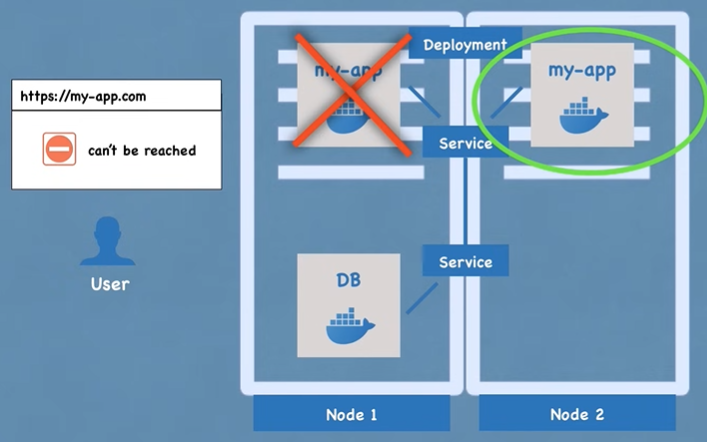 https://my-app.com
can't be reached
User
Deployment
my-app
my-app
Service
Service
DB
Node 1
Node 2